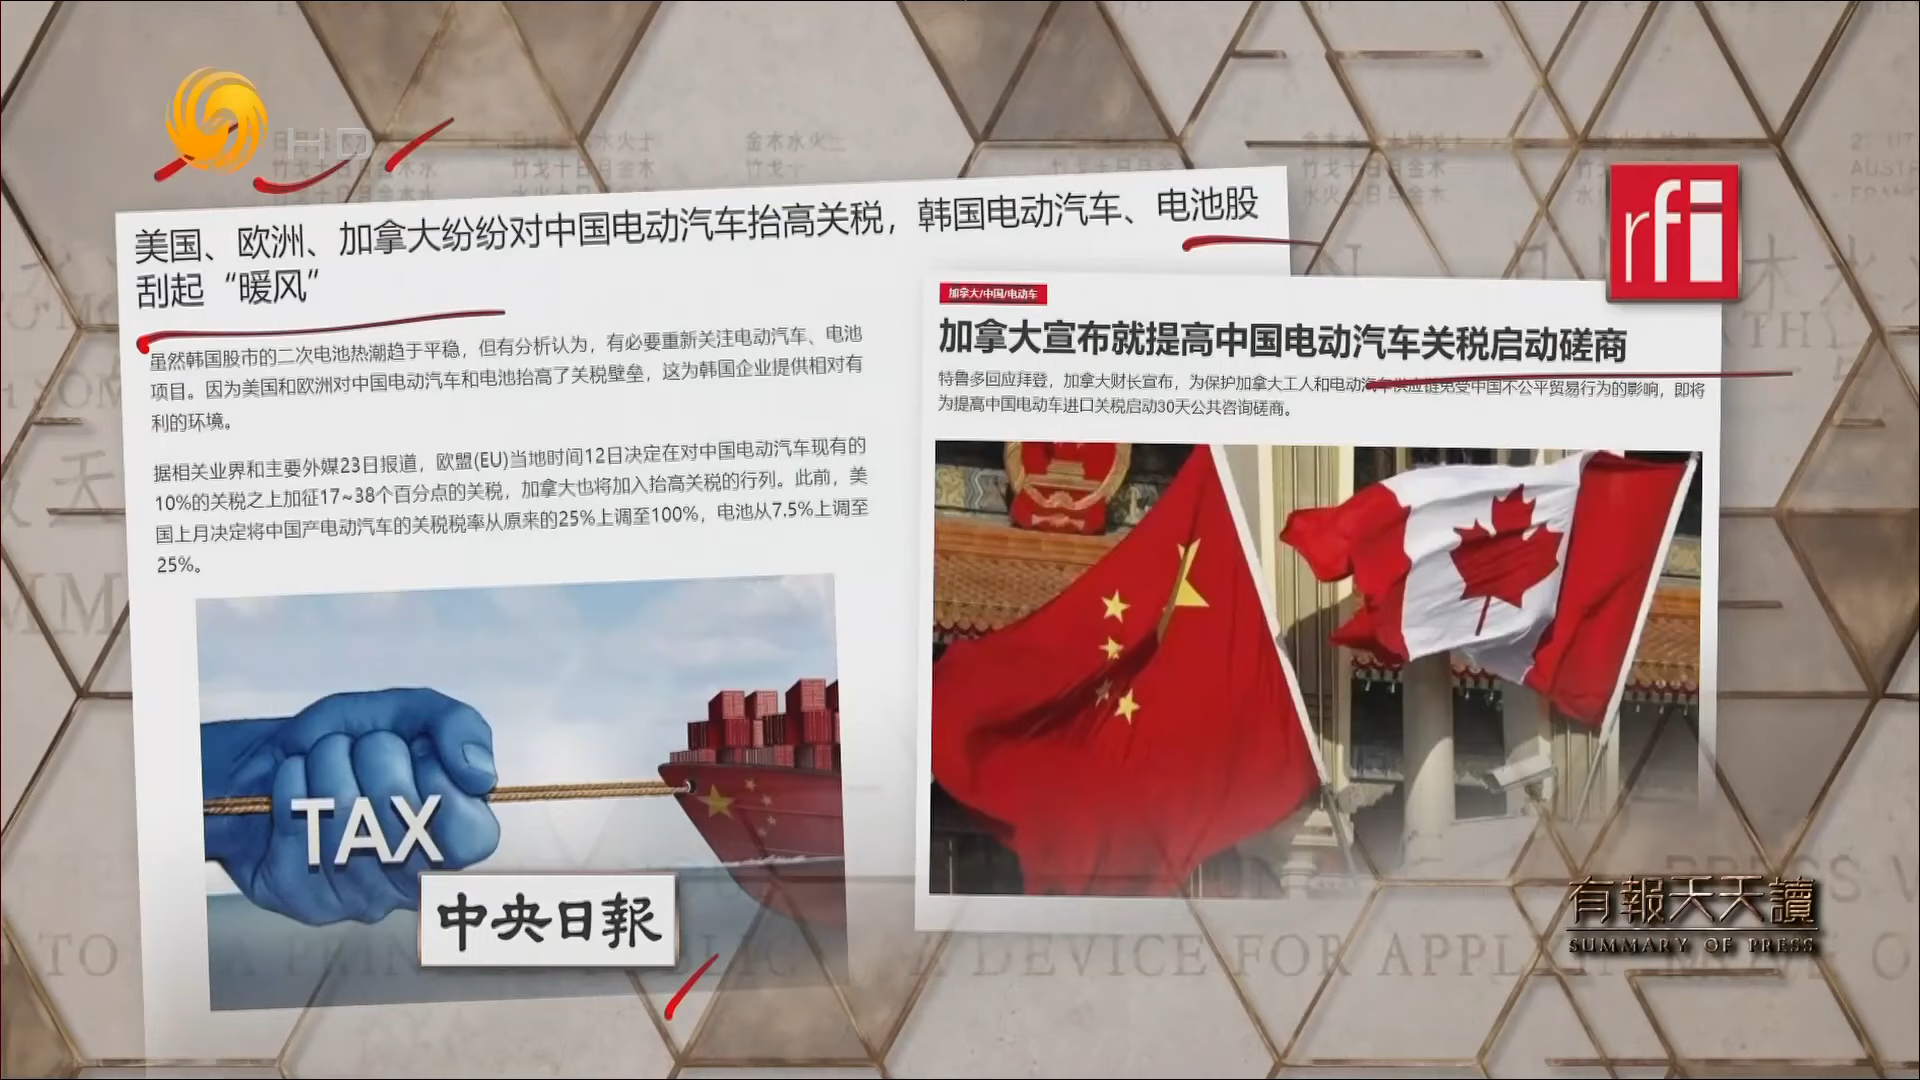 HD
美国、欧洲、加拿大纷纷对中国电动汽车抬高关税，韩国电动汽车、电池股
刮起“暖风”
虽然韩国股市的二次电池热潮趋于平稳，但有分析认为，有必要重新关注电动汽车、电池
项目。因为美国和欧洲对中国电动汽车和电池抬高了关税壁垒，这为韩国企业提供相对有
利的环境。
据相关业界和主要外媒23日报道，欧盟(EU)当地时间12日决定在对中国电动汽车现有的
10%的关税之上加征17~38个百分点的关税，加拿大也将加入抬高关税的行列。此前，美
国上月决定将中国产电动汽车的关税税率从原来的25%上调至100%，电池从7.5%上调至
25%。
TAX
中央日報
rfi
加拿大/中国/电动车
加拿大宣布就提高中国电动汽车关税启动磋商
特鲁多回应拜登，加拿大财长宣布，为保护加拿大工人和电动汽车供应链免受中国不公平贸易行为的影响，即将
为提高中国电动车进口关税启动30天公共咨询磋商。
有報天天讀
SUMMARY OF PRESS